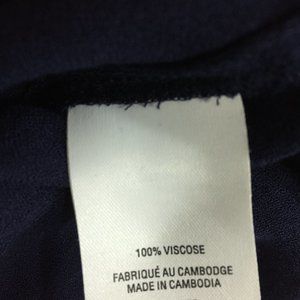 100% VISCOSE
FABRIQUÉ AU CAMBODGE
MADE IN CAMBODIA